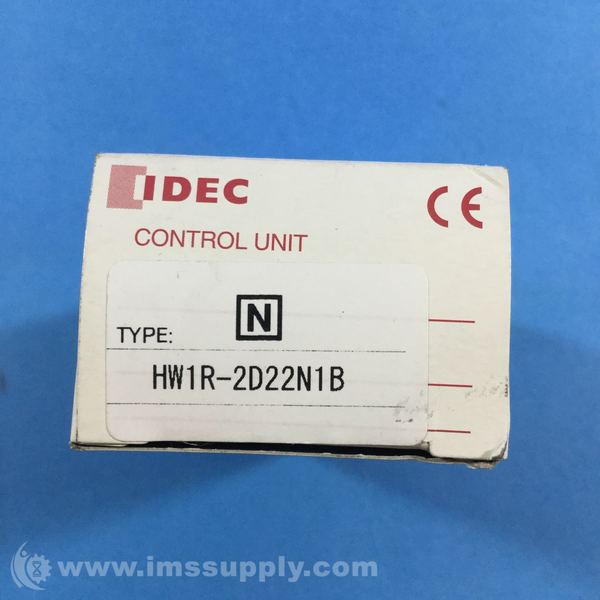 IDEC
CE
CONTROL UNIT
N
TYPE:
HW1R-2D22N1B
www.imssupply.com